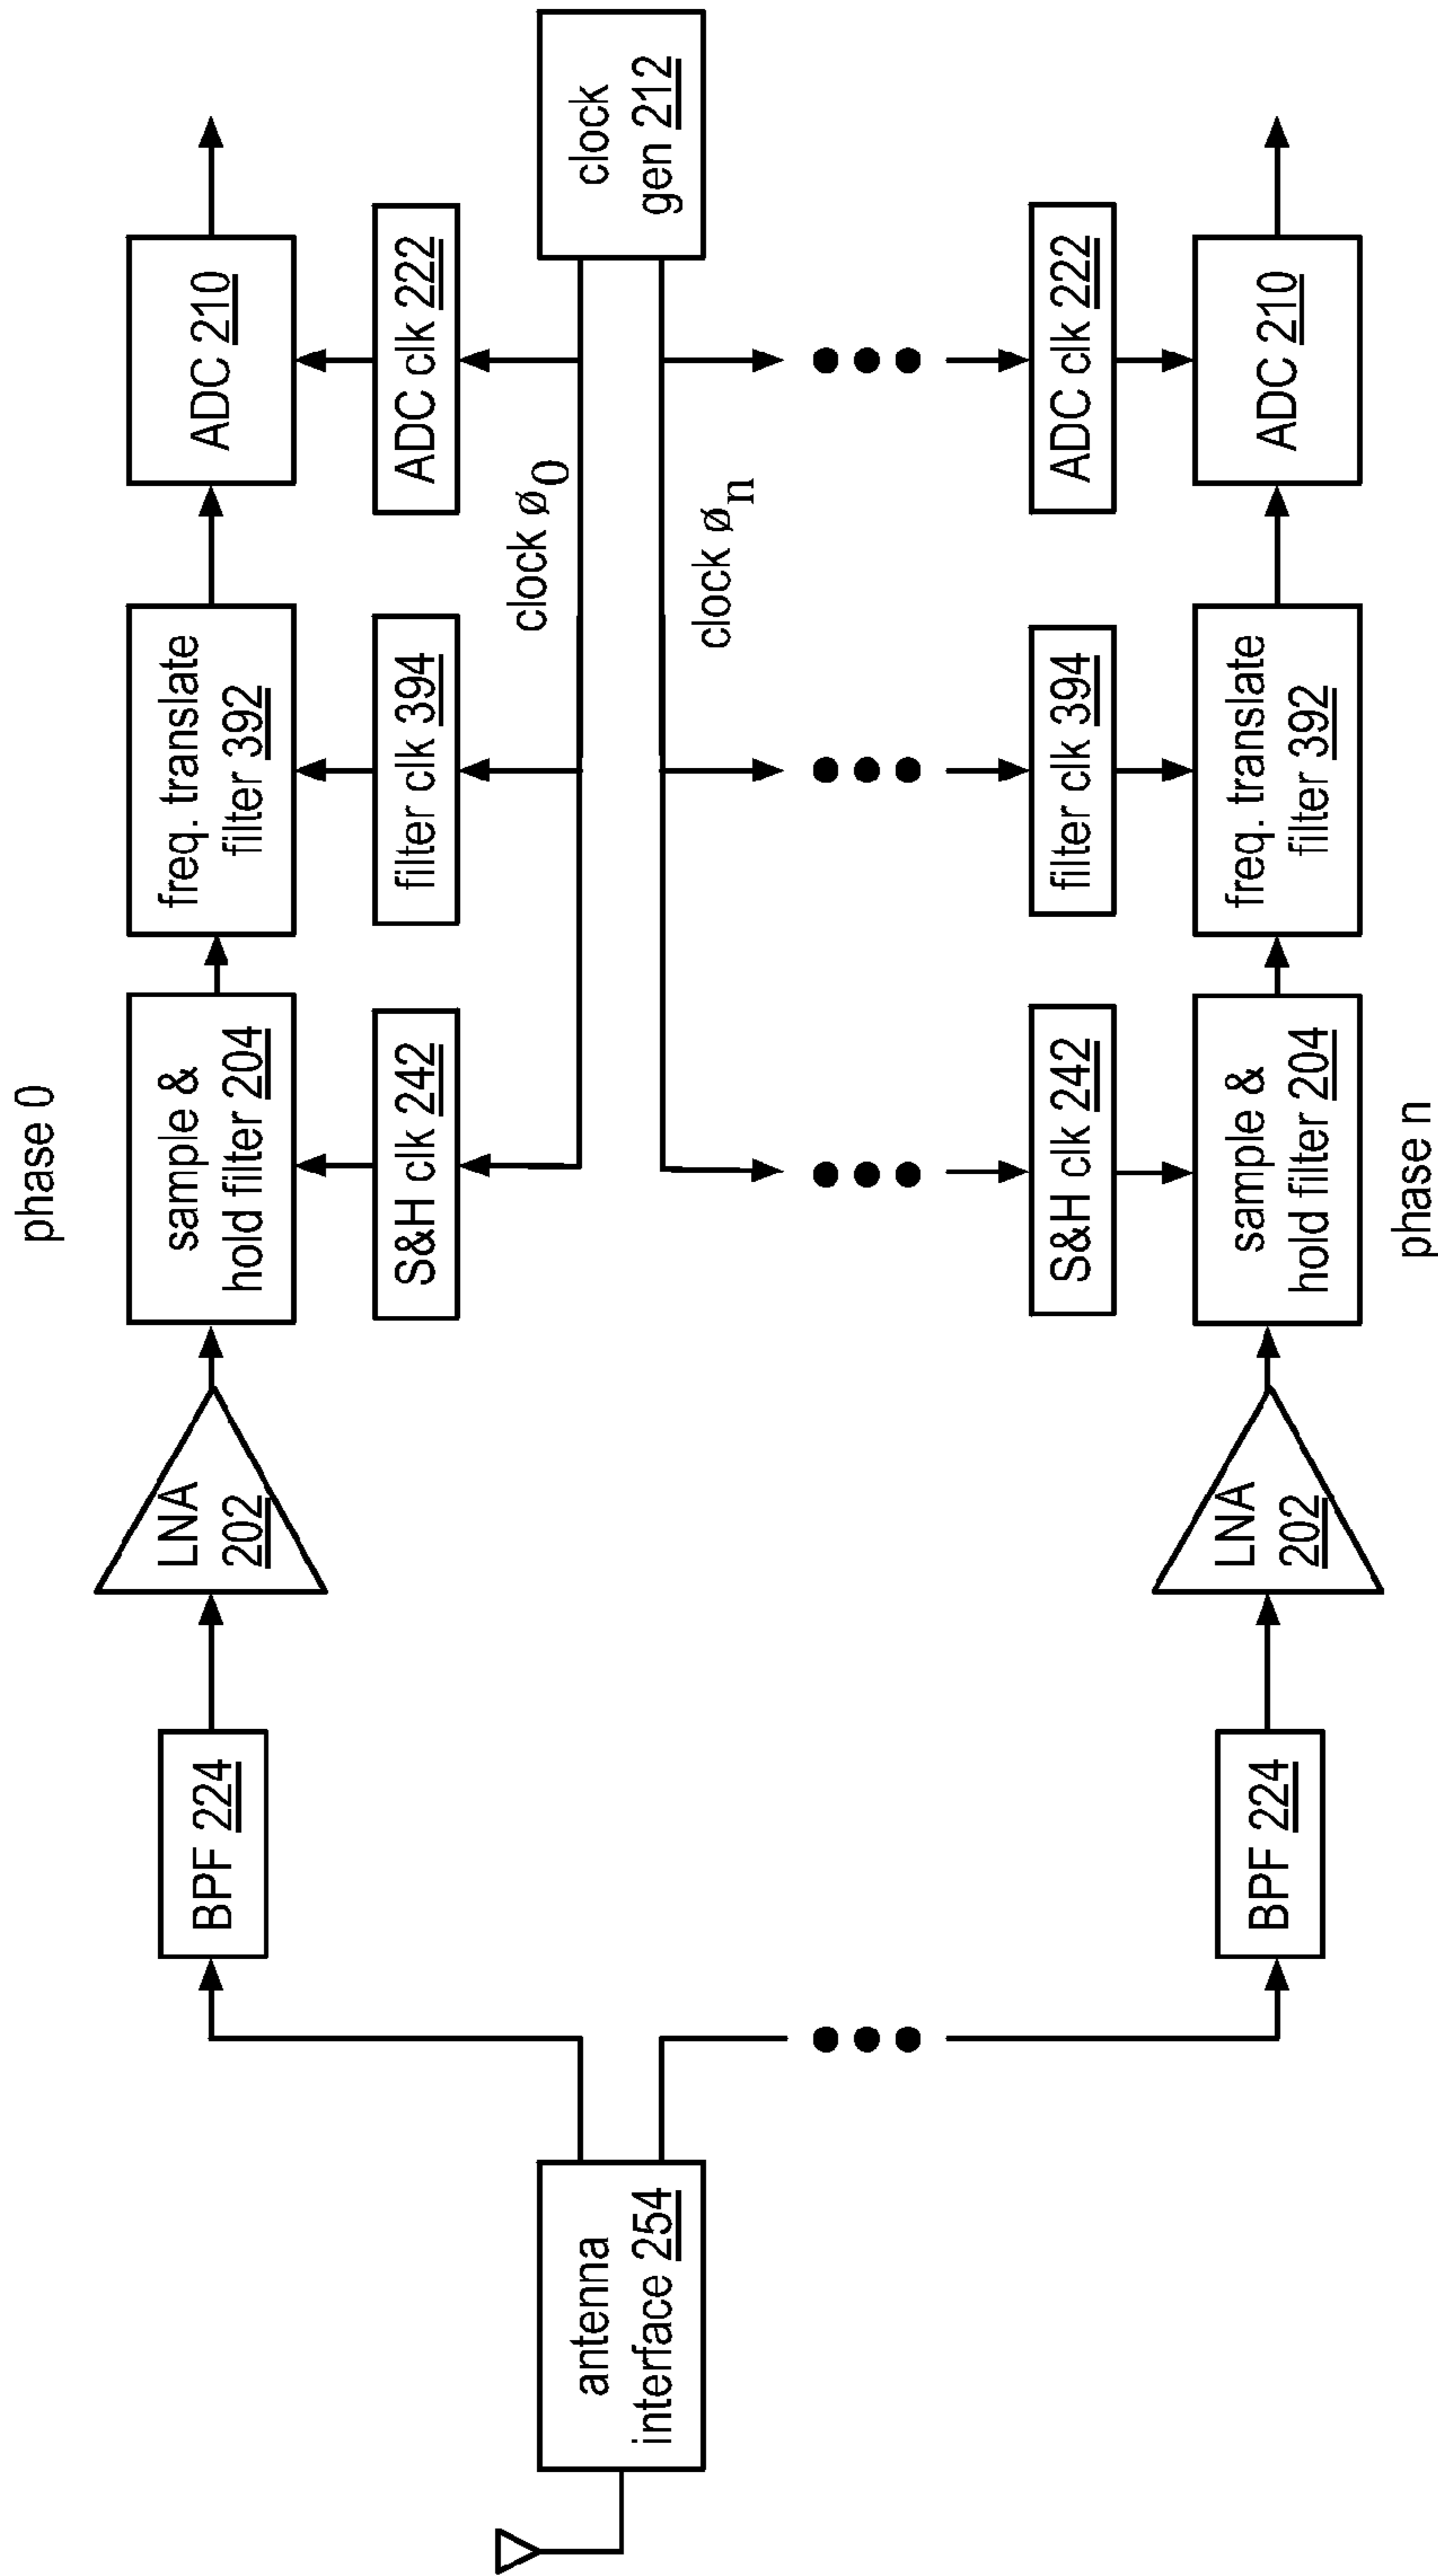 phase 0
antenna
interface 254
BPF 224
LNA
202
sample &
hold filter 204
freq. translate
filter 392
ADC 210
S&H clk 242
filter clk 394
ADC clk 222
clock ø0
clock
gen 212
clock øn
S&H clk 242
filter clk 394
ADC clk 222
BPF 224
LNA
202
sample &
hold filter 204
freq. translate
filter 392
ADC 210
phase n